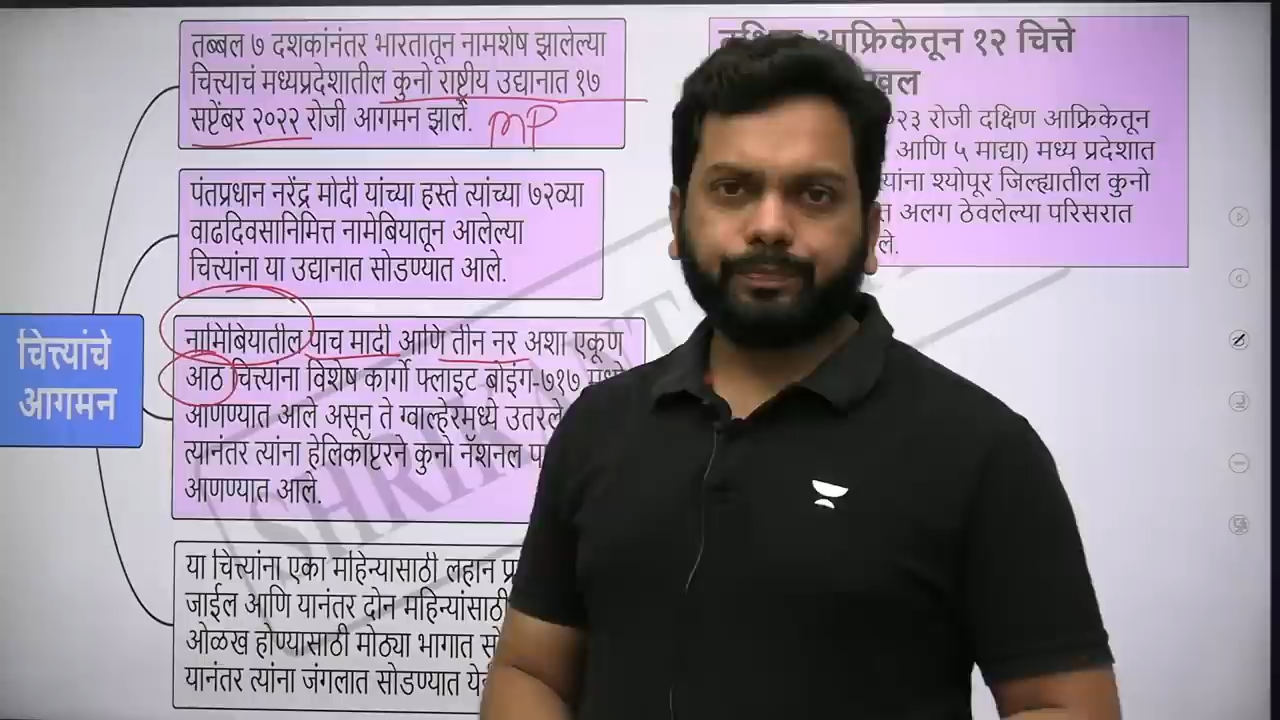 तब्बल ७ दशकांनंतर भारतातून नामशेष झालेल्या
चित्त्याचं मध्यप्रदेशातील कुनो राष्ट्रीय उद्यानात १७
सप्टेंबर २०२२ रोजी आगमन झालें.
MP
पंतप्रधान नरेंद्र मोदी यांच्या हस्ते त्यांच्या ७२व्या
वाढदिवसानिमित्त नामेबियातून आलेल्या
चित्त्यांना या उद्यानात सोडण्यात आले.
चित्त्यांचे
आगमन
नामिबियातील पाच मादी आणि तीन नर अशा एकूण
आठ चित्त्यांना विशेष कार्गो फ्लाइट बोइंग-७१७
आणण्यात आले असून ते ग्वाल्हेरमध्ये उतरले
त्यानंतर त्यांना हेलिकॉप्टरने कुनो नॅशनल
आणण्यात आले.
या चित्त्यांना एका महिन्यासाठी लहान
जाईल आणि यानंतर दोन महिन्यांसाठी
ओळख होण्यासाठी मोठ्या भागात
यानंतर त्यांना जंगलात सोडण्यात
आफ्रिकेतून १२ चित्ते
रोजी दक्षिण आफ्रिकेतून
आणि ५ माद्या) मध्य प्रदेशात
श्योपूर जिल्ह्यातील कुनो
अलग ठेवलेल्या परिसरात